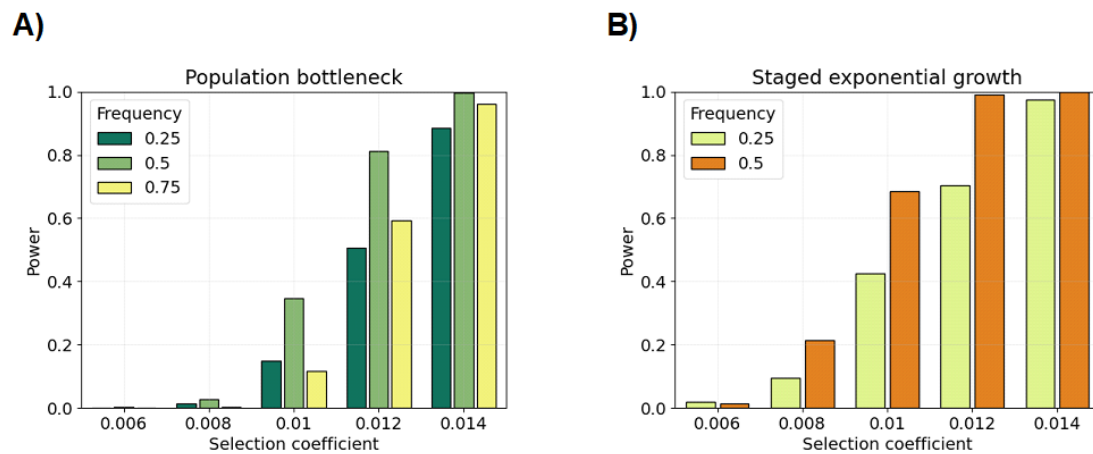 A)
Population bottleneck
Frequency
0.25
0.5
0.75
1.0
0.8
0.6
0.4
0.2
0.0
Power
0.006 0.008 0.01 0.012 0.014
Selection coefficient
B)
Staged exponential growth
Frequency
0.25
0.5
1.0
0.8
0.6
0.4
0.2
0.0
Power
0.006 0.008 0.01 0.012 0.014
Selection coefficient